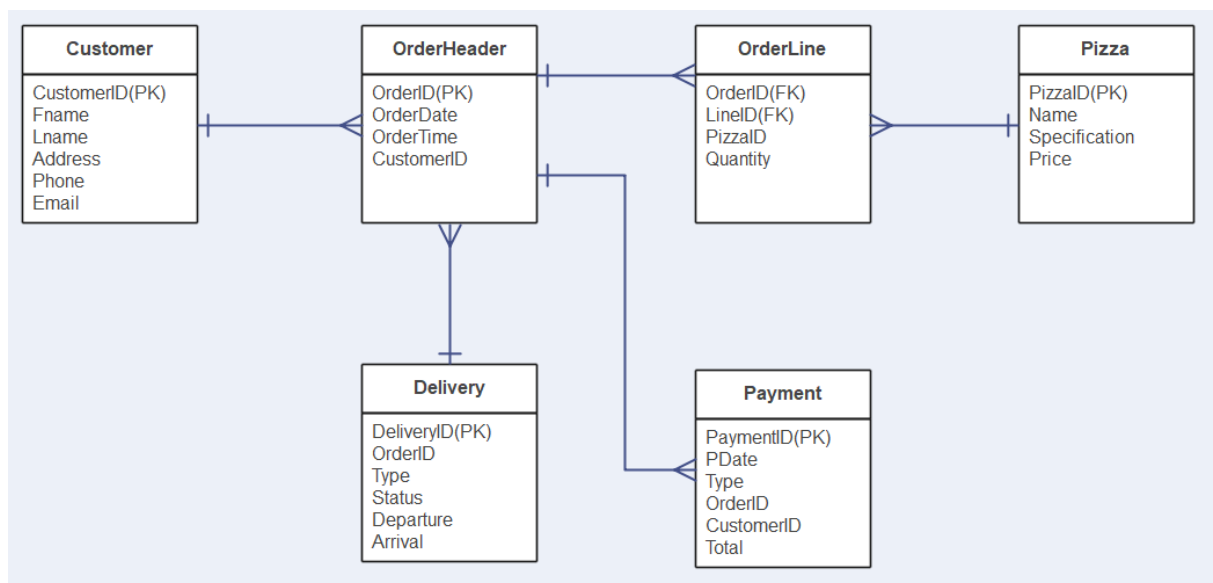 Customer
CustomerID(PK)
Fname
Lname
Address
Phone
Email
OrderHeader
OrderID(PK)
OrderDate
OrderTime
CustomerID
OrderLine
OrderID(FK)
LineID(FK)
PizzaID
Quantity
Pizza
PizzaID(PK)
Name
Specification
Price
Delivery
DeliveryID(PK)
OrderID
Type
Status
Departure
Arrival
Payment
PaymentID(PK)
PDate
Type
OrderID
CustomerID
Total